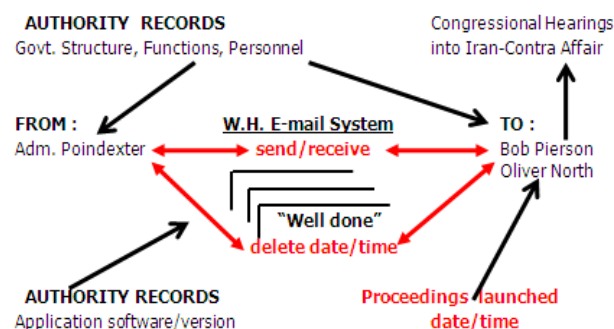 AUTHORITY RECORDS
Govt. Structure, Functions, Personnel
Congressional Hearings
into Iran-Contra Affair
FROM :
Adm. Poindexter
W.H. E-mail System
send/receive
TO :
Bob Pierson
Oliver North
“Well done”
delete date/time
AUTHORITY RECORDS
Application software/version
Proceedings launched
date/time